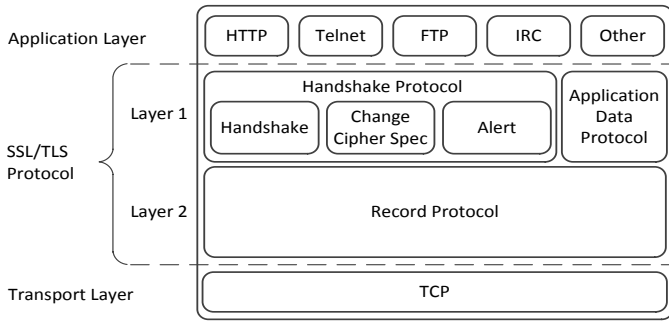 Application Layer
HTTP
Telnet
FTP
IRC
Other
SSL/TLS
Protocol
Layer 1
Handshake Protocol
Handshake
Change
Cipher Spec
Alert
Application
Data
Protocol
Layer 2
Record Protocol
Transport Layer
TCP